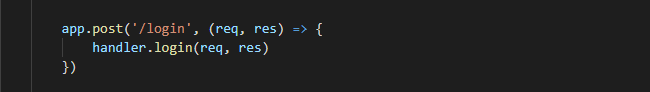 app.post('/login', (req, res) => {
    handler.login(req, res)
})